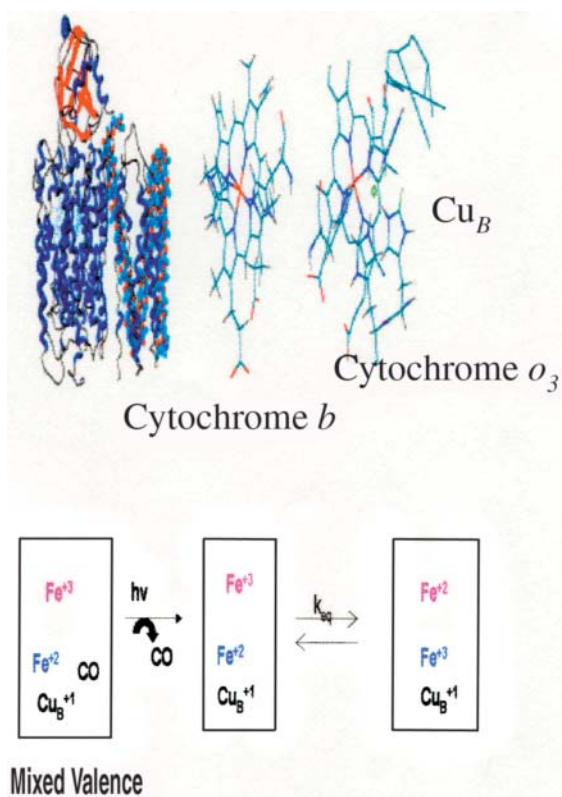 Cu_B
Cytochrome o_3
Cytochrome b
Fe+3
Fe+2
CO
Cu_B+1
hν
CO
Fe+3
Fe+2
Cu_B+1
k_eq
Fe+2
Fe+3
Cu_B+1
Mixed Valence